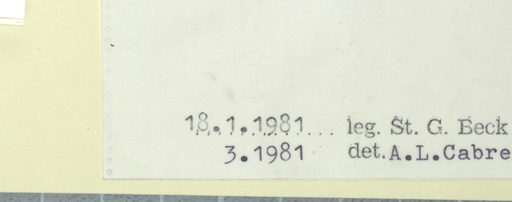 18.1.1981... leg. St. G. Beck
3.1981 det. A.L.Cabre